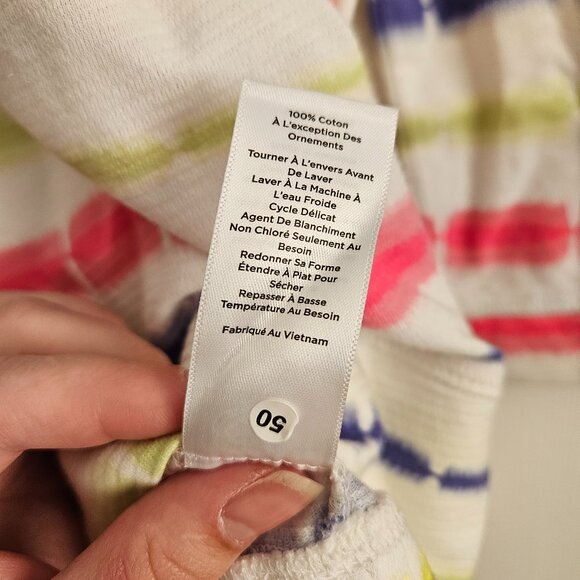 100% Coton
À L'exception Des
Ornements
Tourner À L'envers Avant
De Laver
Laver À La Machine À
L'eau Froide
Cycle Délicat
Agent De Blanchiment
Non Chloré Seulement Au
Besoin
Redonner Sa Forme
Étendre À Plat Pour
Sécher
Repasser À Basse
Température Au Besoin
Fabriqué Au Vietnam
50